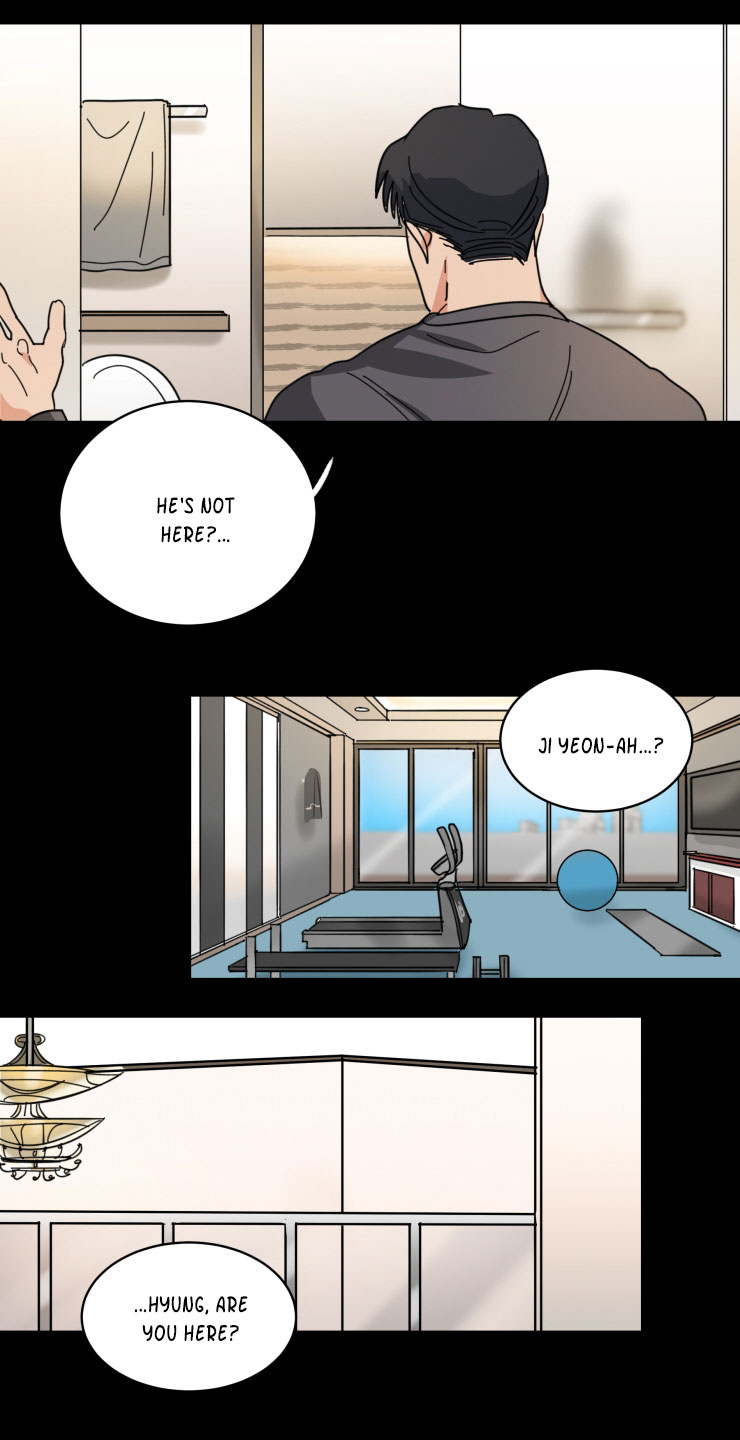 HE'S NOT
HERE?...
JI YEON-AH...?
...HYUNG, ARE
YOU HERE?